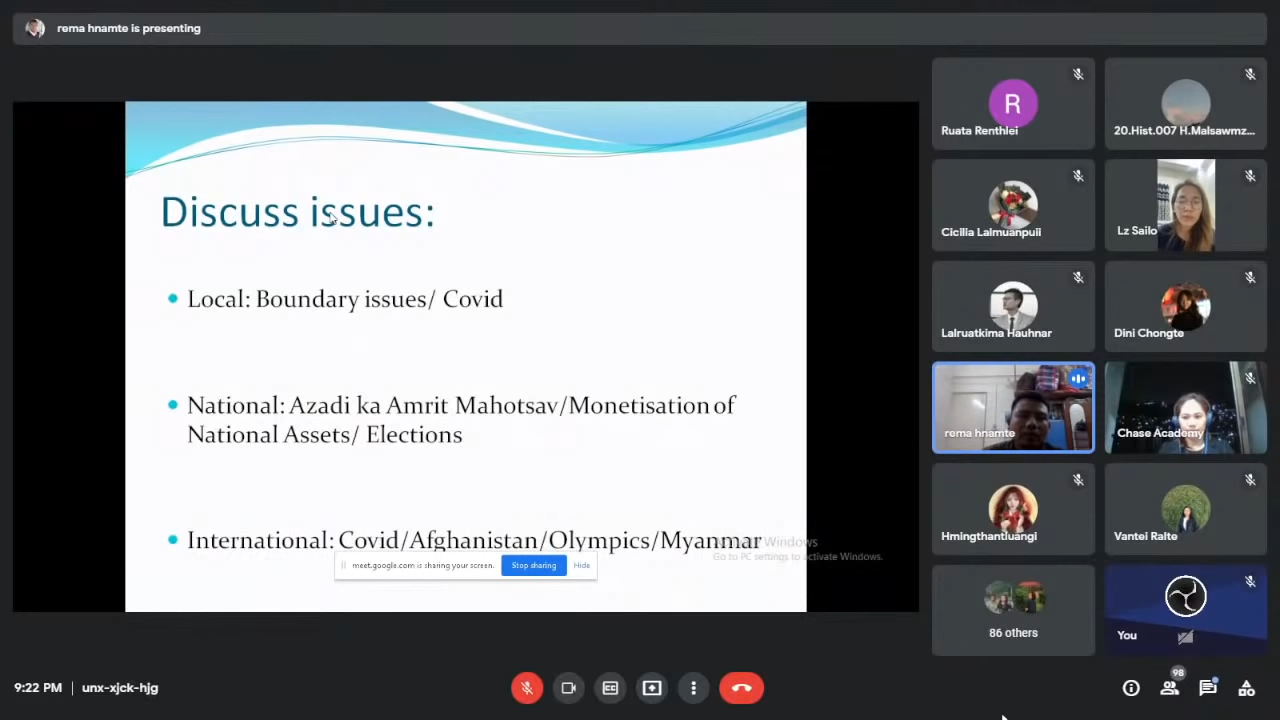 rema hnamte is presenting
Discuss issues:
Local: Boundary issues/ Covid
National: Azadi ka Amrit Mahotsav/Monetisation of
National Assets/ Elections
International: Covid/Afghanistan/Olympics/Myanmar
Activate Windows
Go to PC settings to activate Windows.
meet.google.com is sharing your screen.
Stop sharing
Hide
R
Ruata Renthlei
20.Hist.007 H.Malsawmz...
Cicilia Lalmuanpuii
Lz Sailo
Lalruatkima Hauhnar
Dini Chongte
rema hnamte
Chase Academy
Hmingthantluangi
Vantei Ralte
86 others
You
9:22 PM | unx-xjck-hjg
98